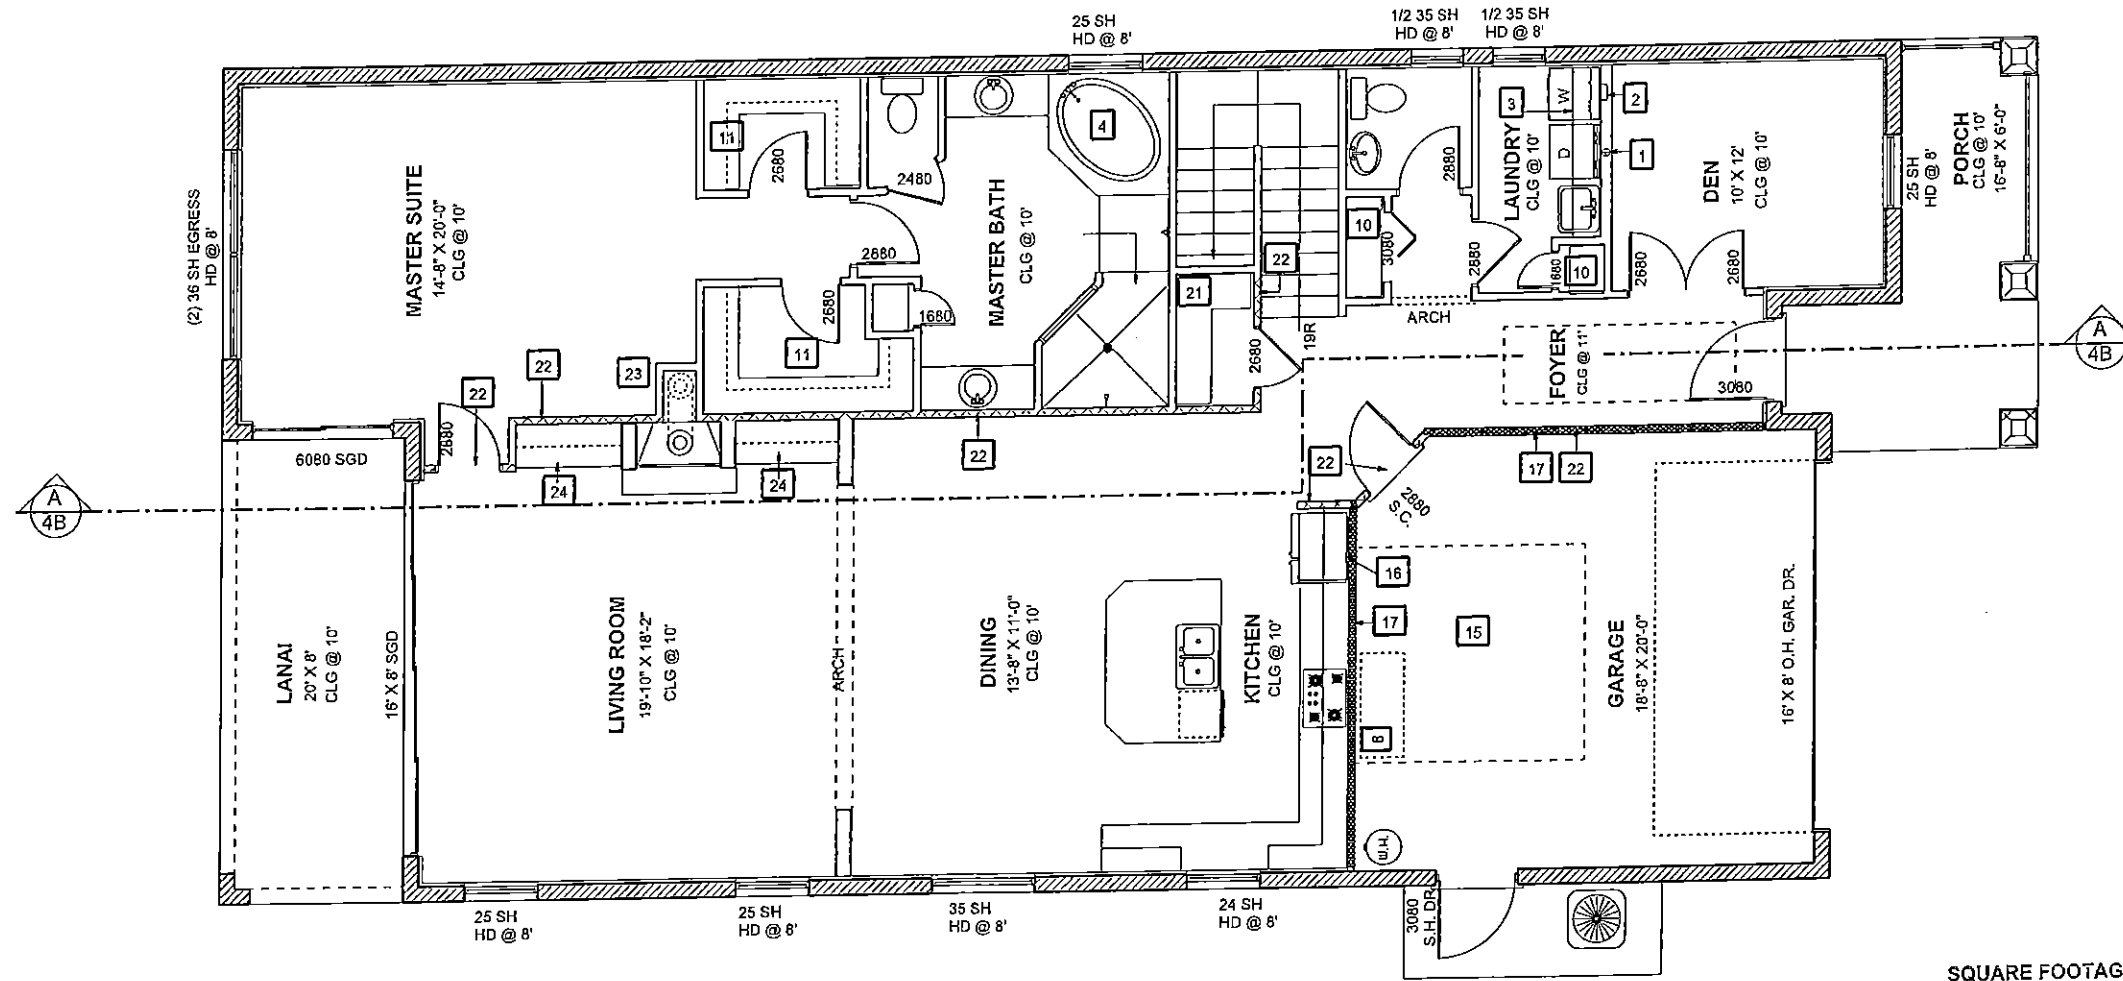 25 SH
HD @ 8'
1/2 35 SH
HD @ 8'
1/2 35 SH
HD @ 8'
(2) 36 SH EGRESS
HD @ 8'
MASTER SUITE
14'-8" X 20'-0"
CLG @ 10'
11
2680
2480
2880
MASTER BATH
CLG @ 10'
4
2680
11
1680
21
22
19R
2680
10
3080
2880
2880
LAUNDRY
CLG @ 10'
3
W
D
2
1
10
1680
DEN
10' X 12'
CLG @ 10'
2680
2680
25 SH
HD @ 8'
PORCH
CLG @ 10'
16'-8" X 6'-0"
ARCH
FOYER
CLG @ 11'
3080
A
4B
22
22
23
2880
6080 SGD
24
24
22
22
2880
S.C.
17
22
A
4B
LANAI
20' X 8'
CLG @ 10'
16' X 8' SGD
LIVING ROOM
19'-10" X 18'-2"
CLG @ 10'
ARCH
DINING
13'-8" X 11'-0"
CLG @ 10'
KITCHEN
CLG @ 10'
16
17
15
8
GARAGE
18'-8" X 20'-0"
16' X 8' O.H. GAR. DR.
W.H.
25 SH
HD @ 8'
25 SH
HD @ 8'
35 SH
HD @ 8'
24 SH
HD @ 8'
3080
S.H. DR.
SQUARE FOOTAG